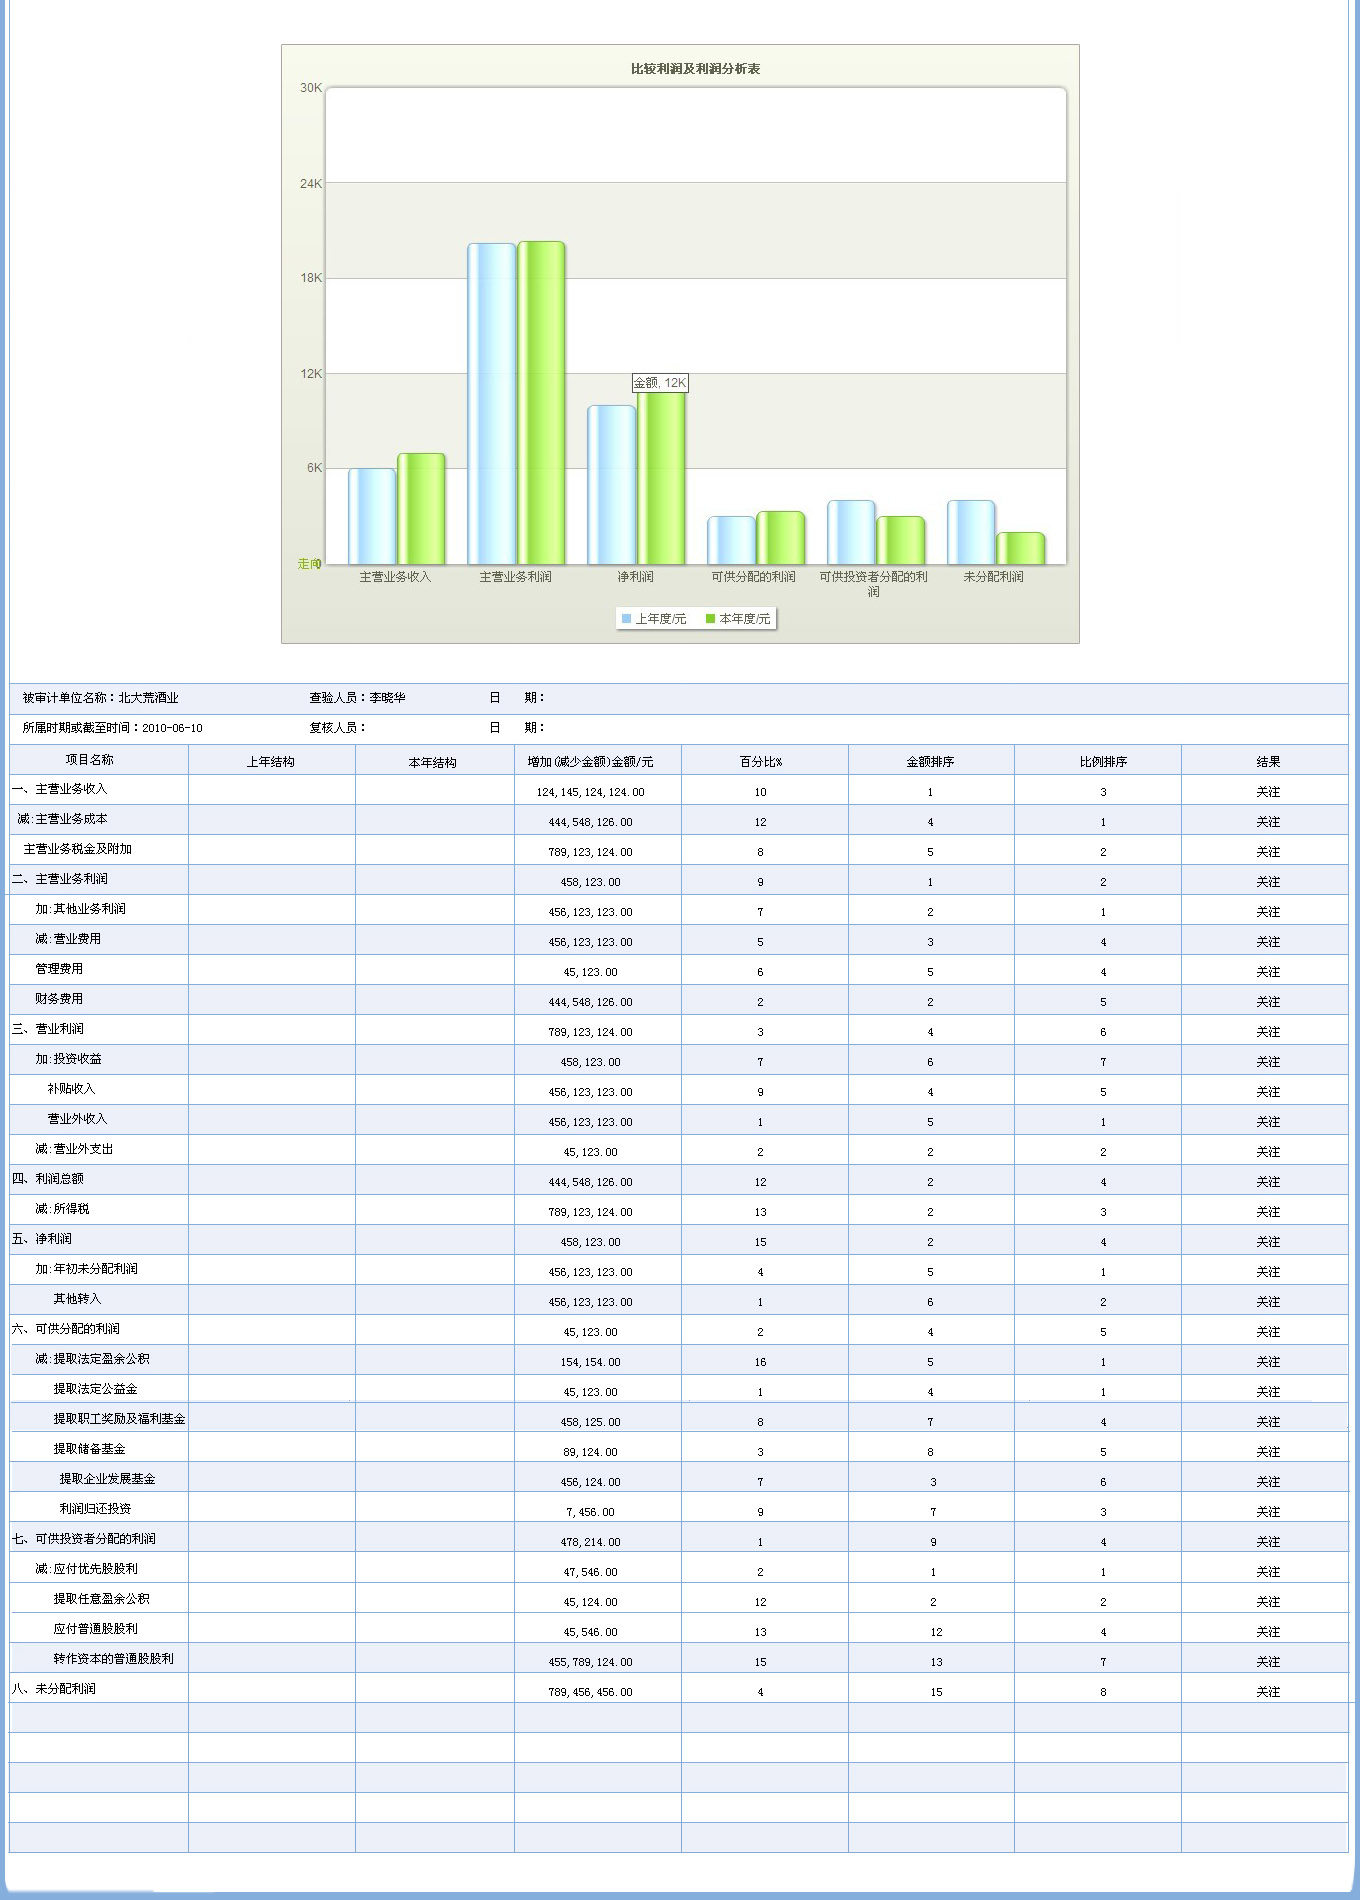 比较利润及利润分析表
30K
24K
18K
12K
金额, 12K
6K
走向
主营业务收入 主营业务利润 净利润 可供分配的利润 可供投资者分配的利润 未分配利润
上年度/元 本年度/元
被审计单位名称：北大荒酒业 查验人员：李晓华 日 期：
所属时期或截至时间：2010-06-10 复核人员： 日 期：
项目名称 上年结构 本年结构 增加(减少金额)金额/元 百分比% 金额排序 比例排序 结果
一、主营业务收入 124,145,124,124.00 10 1 3 关注
减:主营业务成本 444,548,126.00 12 4 1 关注
主营业务税金及附加 789,123,124.00 8 5 2 关注
二、主营业务利润 458,123.00 9 1 2 关注
加:其他业务利润 456,123,123.00 7 2 1 关注
减:营业费用 456,123,123.00 5 3 4 关注
管理费用 45,123.00 6 5 4 关注
财务费用 444,548,126.00 2 2 5 关注
三、营业利润 789,123,124.00 3 4 6 关注
加:投资收益 458,123.00 7 6 7 关注
补贴收入 456,123,123.00 9 4 5 关注
营业外收入 456,123,123.00 1 5 1 关注
减:营业外支出 45,123.00 2 2 2 关注
四、利润总额 444,548,126.00 12 2 4 关注
减:所得税 789,123,124.00 13 2 3 关注
五、净利润 458,123.00 15 2 4 关注
加:年初未分配利润 456,123,123.00 4 5 1 关注
其他转入 456,123,123.00 1 6 2 关注
六、可供分配的利润 45,123.00 2 4 5 关注
减:提取法定盈余公积 154,154.00 16 5 1 关注
提取法定公益金 45,123.00 1 4 1 关注
提取职工奖励及福利基金 458,125.00 8 7 4 关注
提取储备基金 89,124.00 3 8 5 关注
提取企业发展基金 456,124.00 7 3 6 关注
利润归还投资 7,456.00 9 7 3 关注
七、可供投资者分配的利润 478,214.00 1 9 4 关注
减:应付优先股股利 47,546.00 2 1 1 关注
提取任意盈余公积 45,124.00 12 2 2 关注
应付普通股股利 45,546.00 13 12 4 关注
转作资本的普通股股利 455,789,124.00 15 13 7 关注
八、未分配利润 789,456,456.00 4 15 8 关注